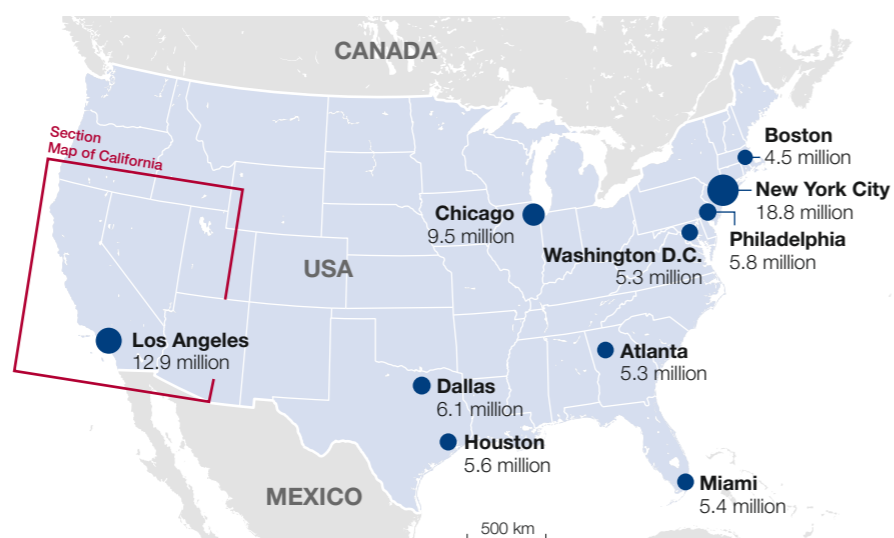 CANADA
Section
Map of California
Boston
4.5 million
New York City
18.8 million
Chicago
9.5 million
Philadelphia
5.8 million
Washington D.C.
5.3 million
USA
Los Angeles
12.9 million
Atlanta
5.3 million
Dallas
6.1 million
Houston
5.6 million
Miami
5.4 million
MEXICO
500 km